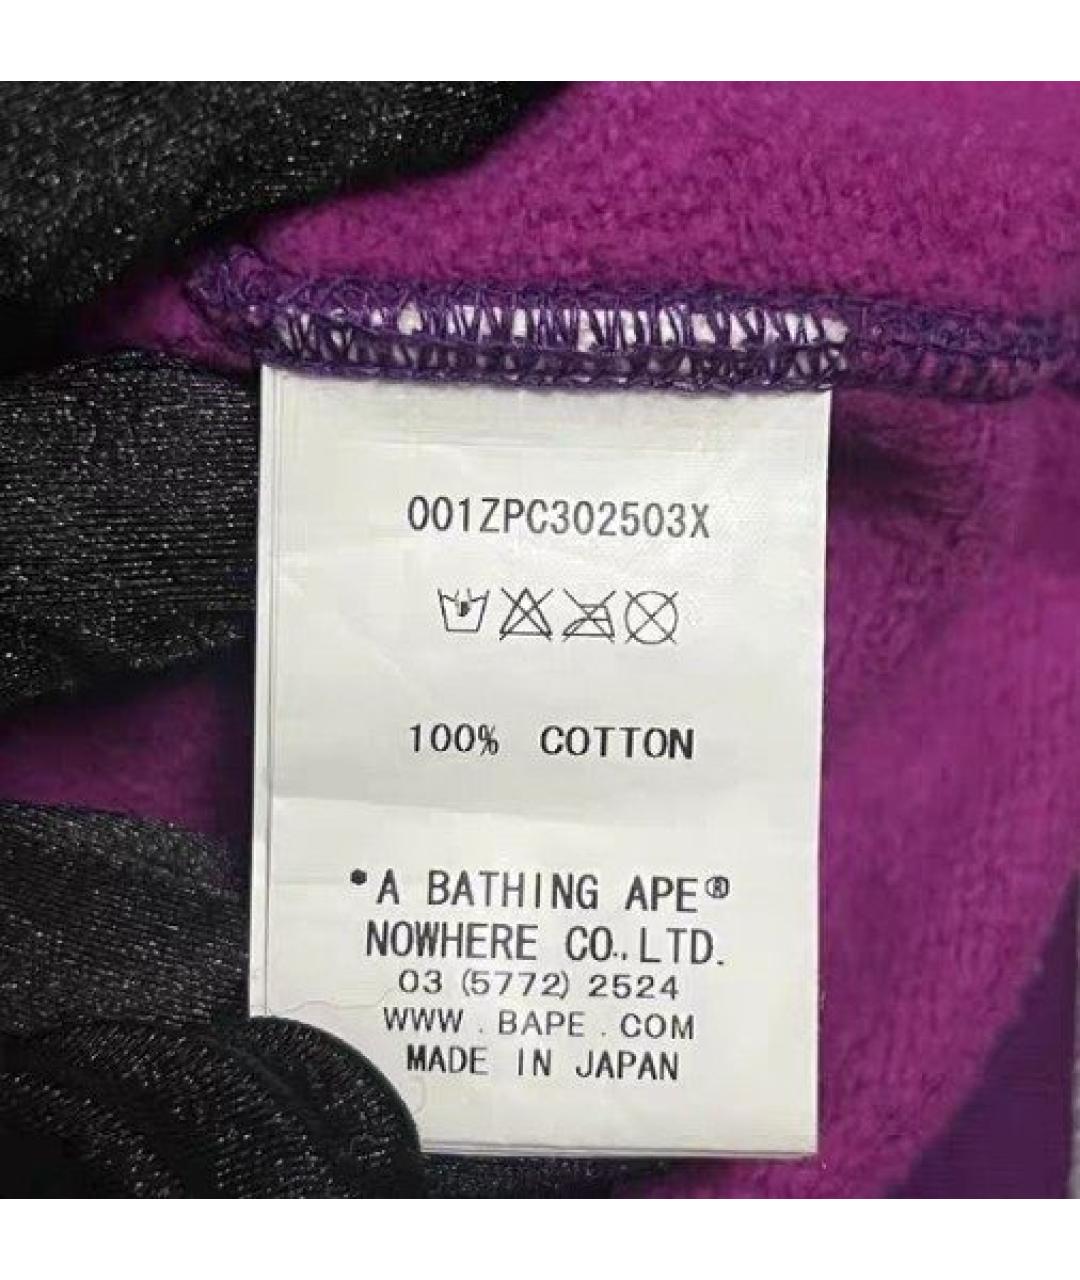 001ZPC302503X
100% COTTON
*A BATHING APE®
NOWHERE CO.,LTD.
03 (5772) 2524
WWW . BAPE . COM
MADE IN JAPAN